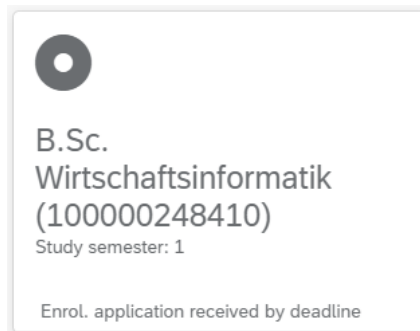 B.Sc.
Wirtschaftsinformatik
(100000248410)
Study semester: 1
Enrol. application received by deadline